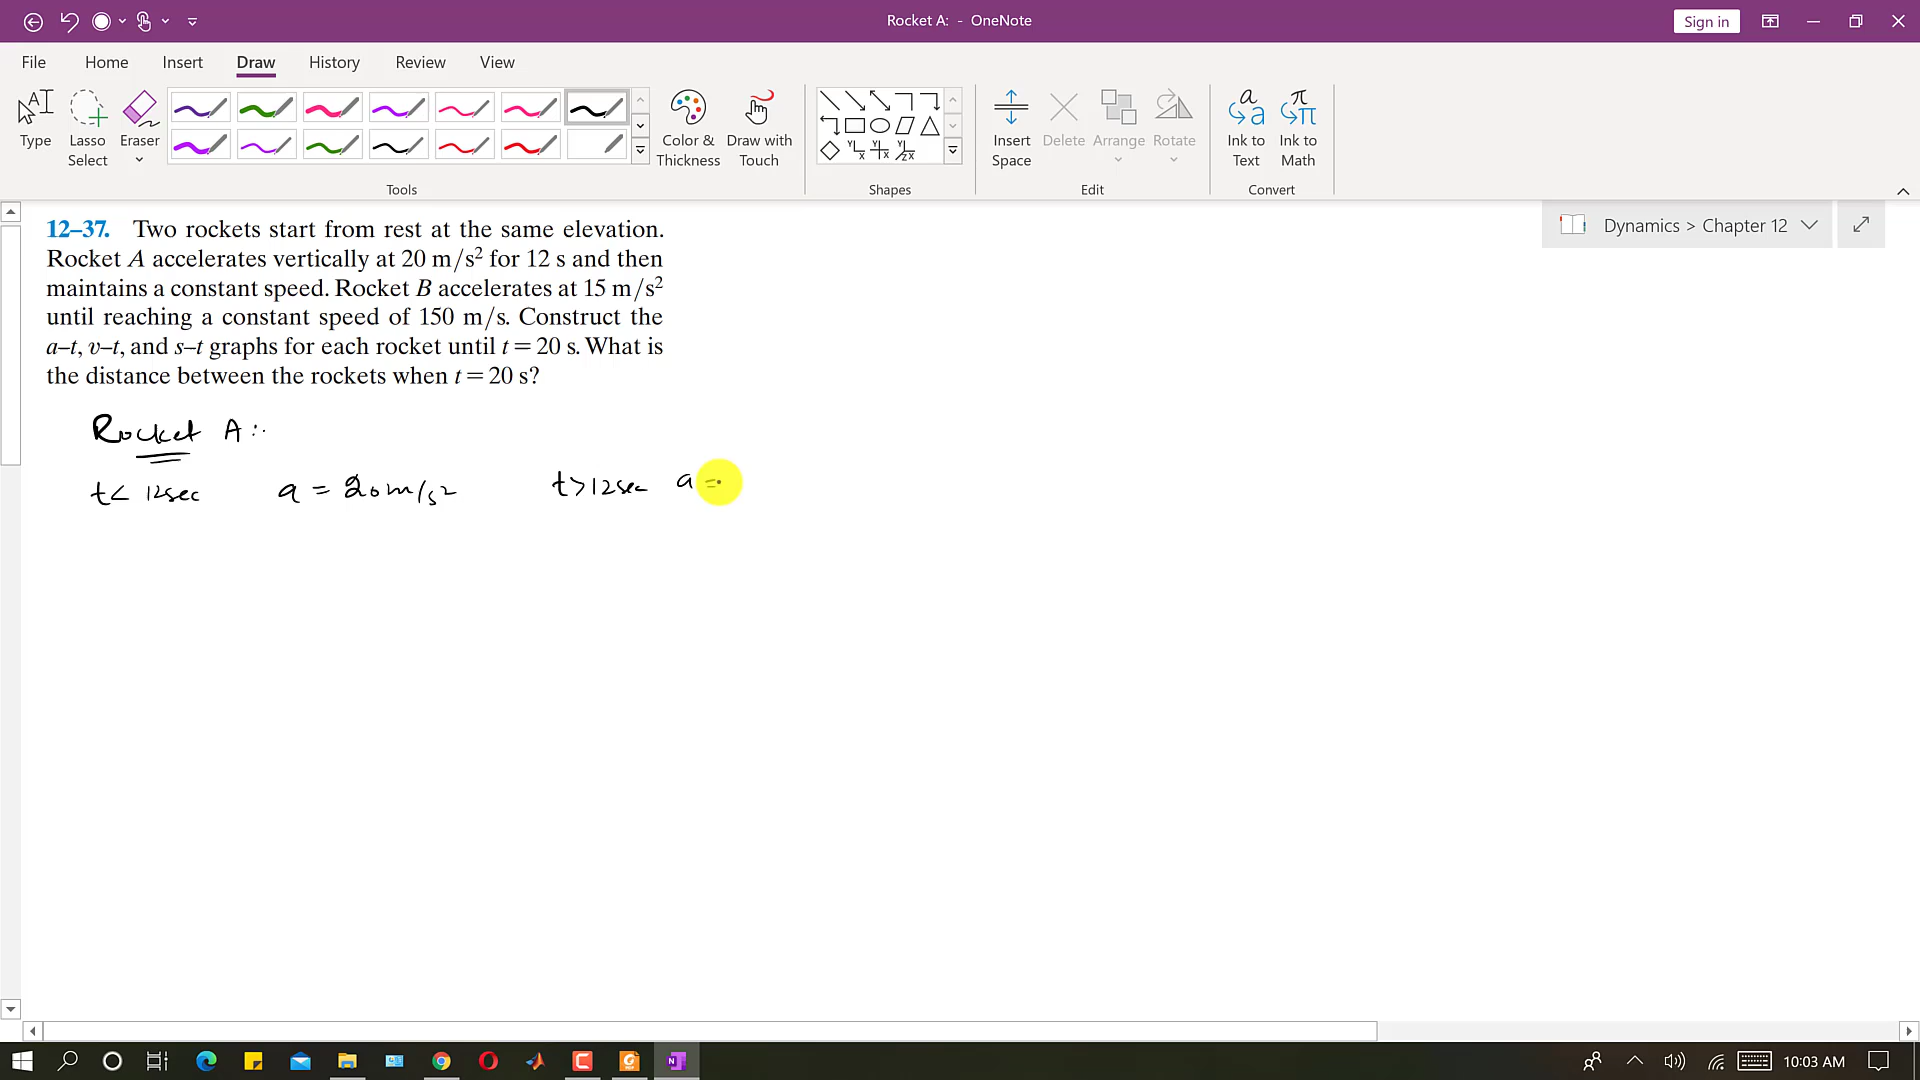 Rocket A: - OneNote
Sign in
File Home Insert Draw History Review View
Type
Lasso Select
Eraser
Color & Thickness
Draw with Touch
Insert Space
Delete
Arrange
Rotate
Ink to Text
Ink to Math
Tools
Shapes
Edit
Convert
Dynamics > Chapter 12
12–37. Two rockets start from rest at the same elevation.
Rocket A accelerates vertically at 20 m/s² for 12 s and then
maintains a constant speed. Rocket B accelerates at 15 m/s²
until reaching a constant speed of 150 m/s. Construct the
a–t, v–t, and s–t graphs for each rocket until t = 20 s. What is
the distance between the rockets when t = 20 s?
Rocket A :-
t< 12sec a = 20m/s2 t>12sec a =
10:03 AM